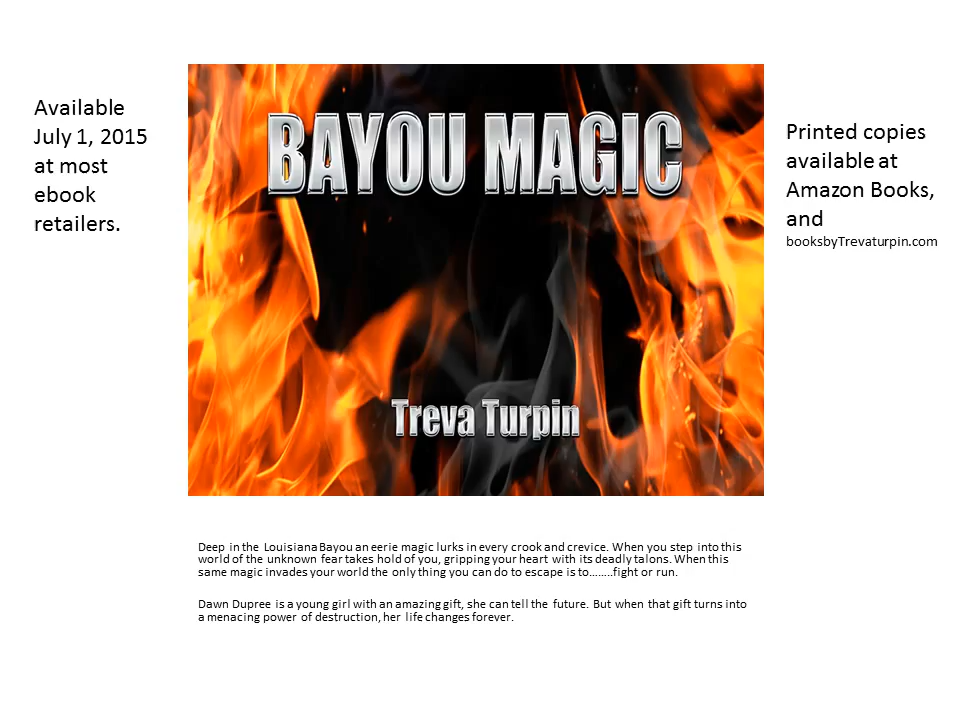 Available
July 1, 2015
at most
ebook
retailers.
BAYOU MAGIC
Treva Turpin
Printed copies
available at
Amazon Books,
and
booksbyTrevaturpin.com
Deep in the Louisiana Bayou an eerie magic lurks in every crook and crevice. When you step into this
world of the unknown fear takes hold of you, gripping your heart with its deadly talons. When this
same magic invades your world the only thing you can do to escape is to……..fight or run.
Dawn Dupree is a young girl with an amazing gift, she can tell the future. But when that gift turns into
a menacing power of destruction, her life changes forever.